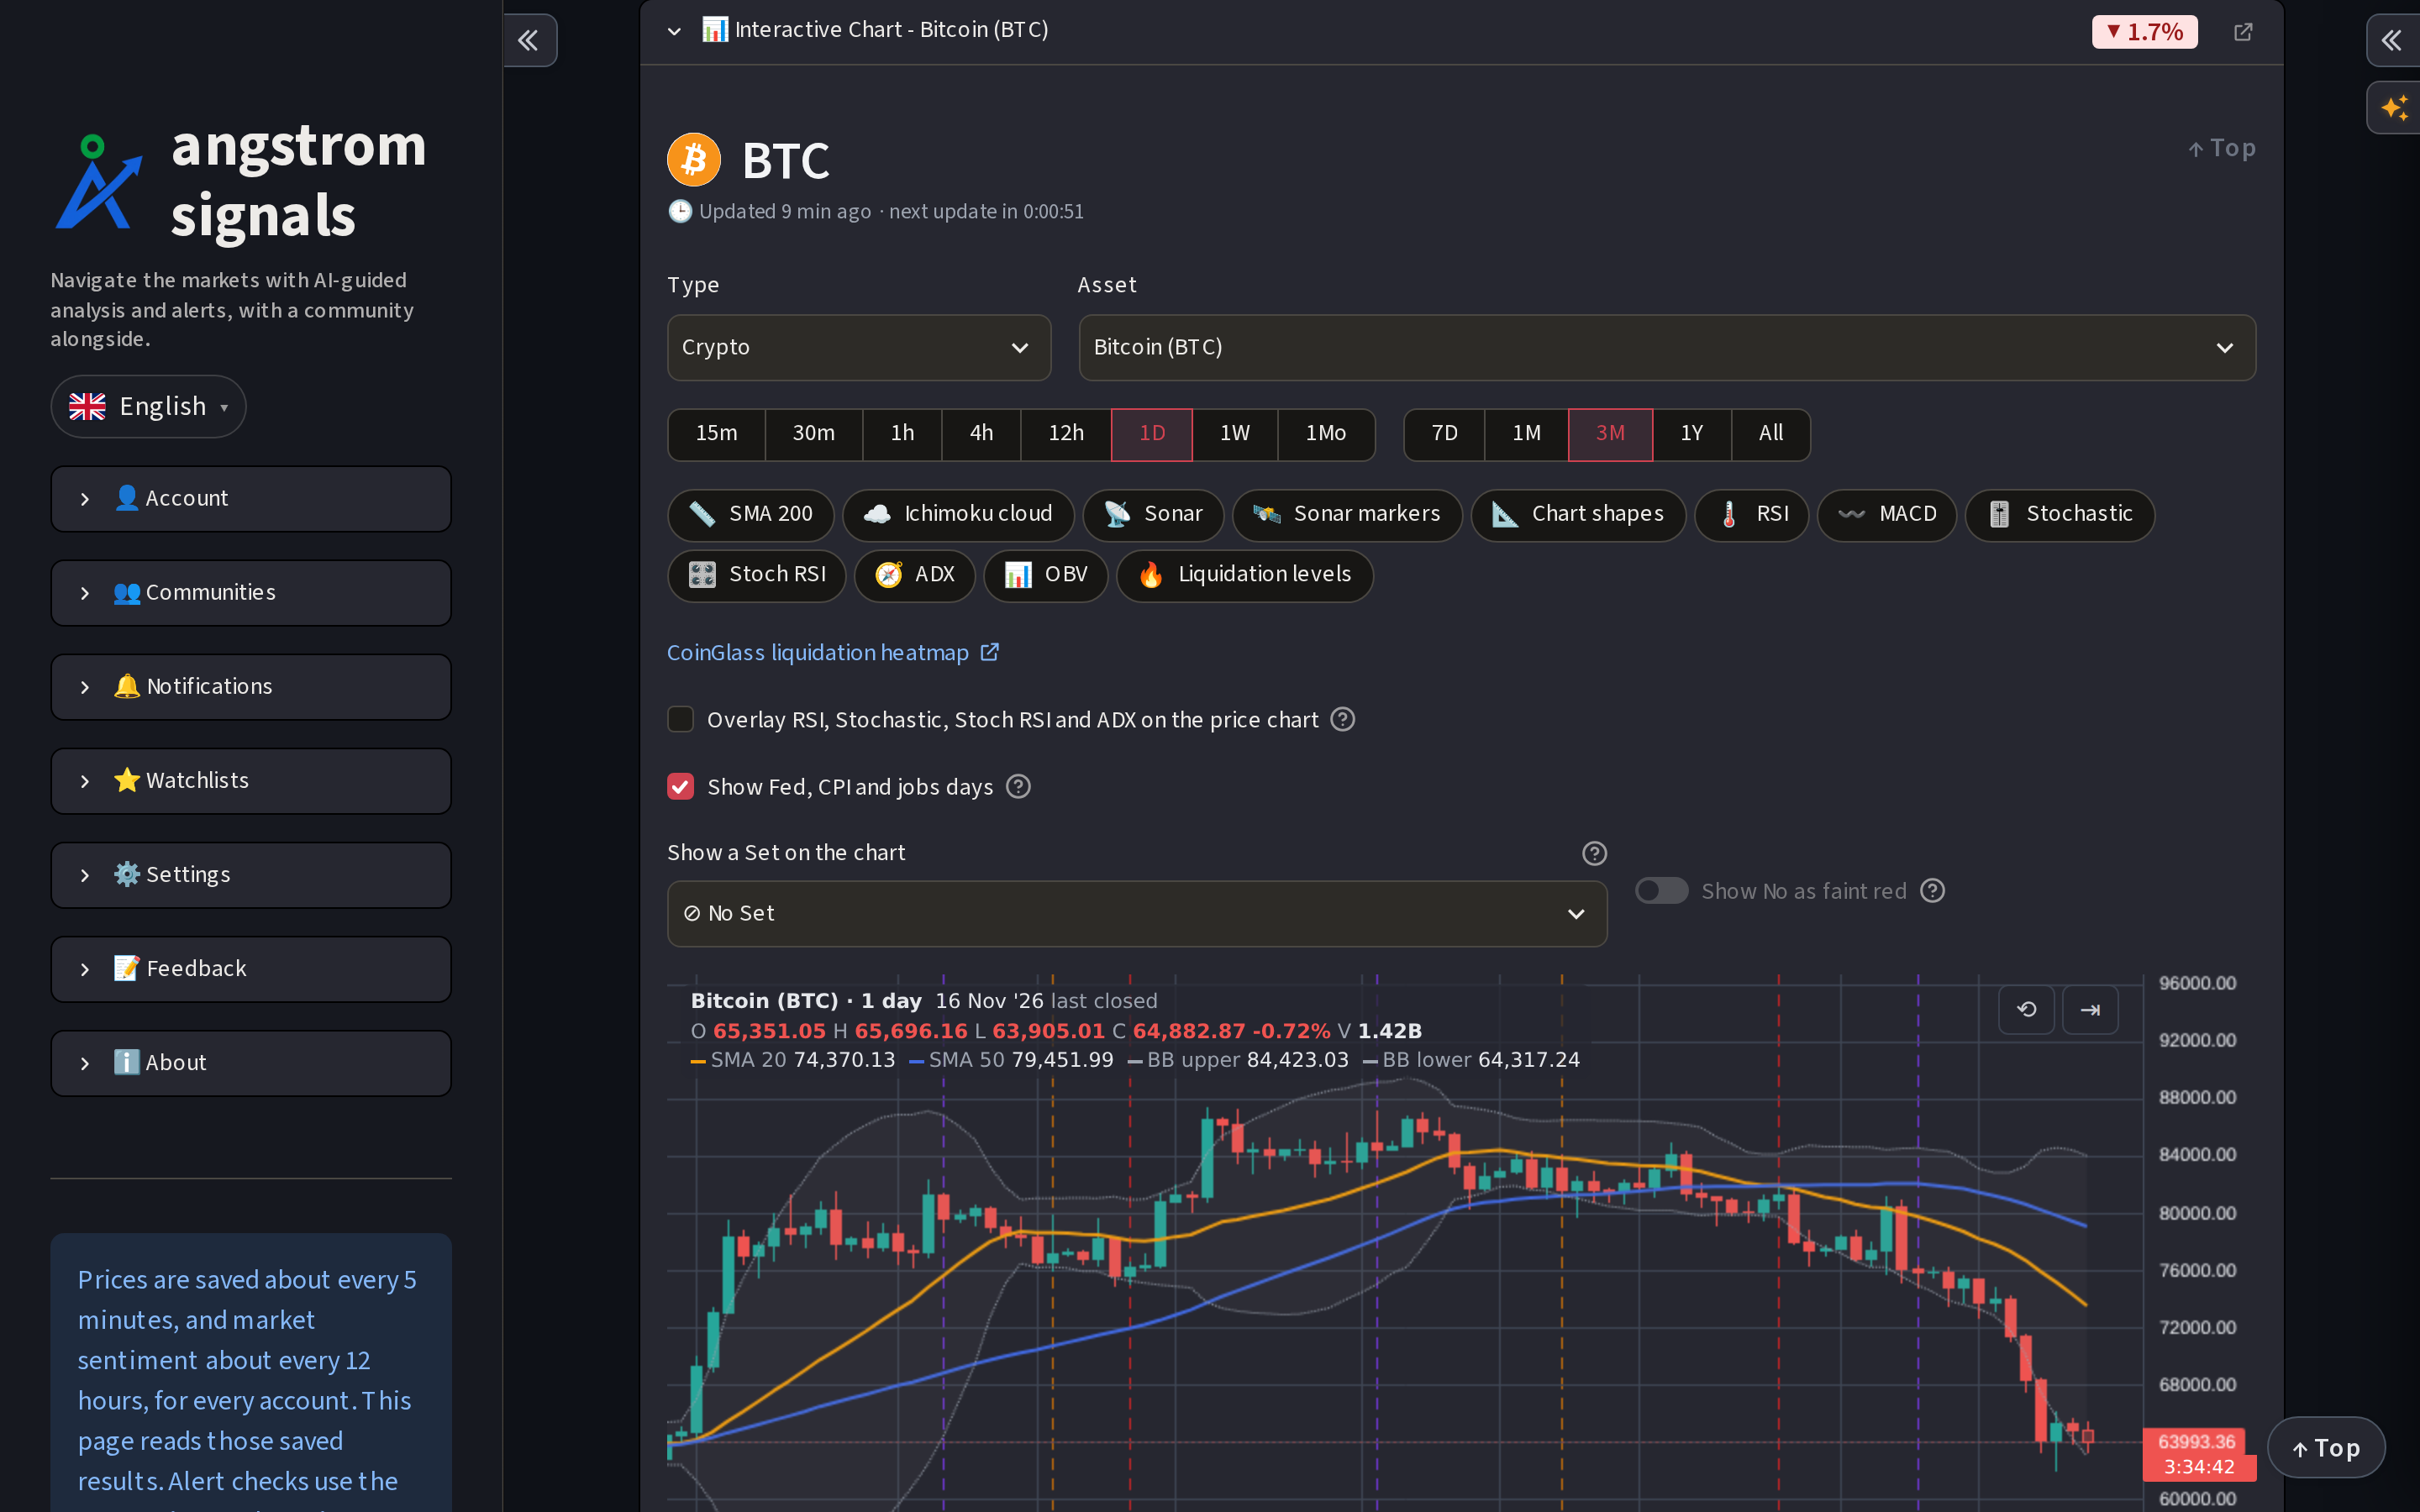 angstrom
signals
Navigate the markets with AI-guided
analysis and alerts, with a community
alongside.
English
Account
Communities
Notifications
Watchlists
Settings
Feedback
About
Prices are saved about every 5
minutes, and market
sentiment about every 12
hours, for every account. This
page reads those saved
results. Alert checks use the
Interactive Chart - Bitcoin (BTC)
▼ 1.7%
BTC
↑ Top
Updated 9 min ago · next update in 0:00:51
Type
Asset
Crypto
Bitcoin (BTC)
15m 30m 1h 4h 12h 1D 1W 1Mo 7D 1M 3M 1Y All
SMA 200 Ichimoku cloud Sonar Sonar markers Chart shapes RSI MACD Stochastic
Stoch RSI ADX OBV Liquidation levels
CoinGlass liquidation heatmap
Overlay RSI, Stochastic, Stoch RSI and ADX on the price chart
Show Fed, CPI and jobs days
Show a Set on the chart
No Set
Show No as faint red
Bitcoin (BTC) · 1 day 16 Nov '26 last closed
O 65,351.05 H 65,696.16 L 63,905.01 C 64,882.87 -0.72% V 1.42B
SMA 20 74,370.13 SMA 50 79,451.99 BB upper 84,423.03 BB lower 64,317.24
96000.00
92000.00
88000.00
84000.00
80000.00
76000.00
72000.00
68000.00
63993.36
3:34:42
60000.00
↑ Top